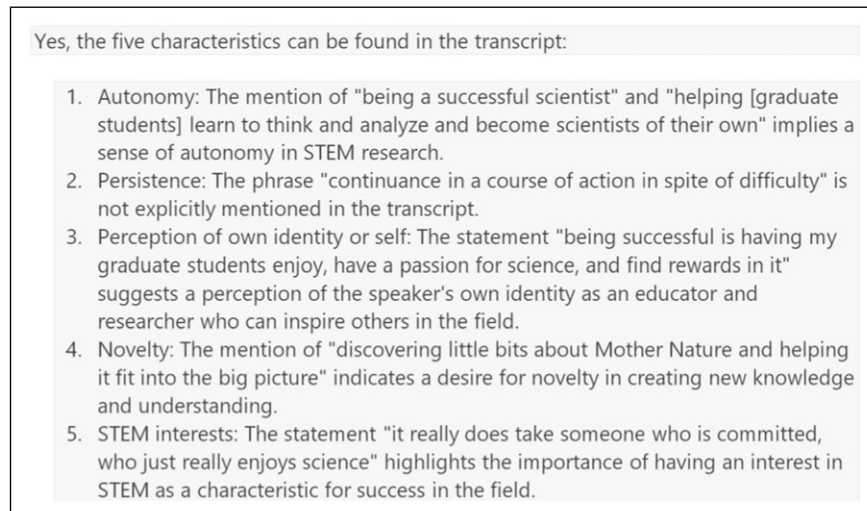 Yes, the five characteristics can be found in the transcript:
1. Autonomy: The mention of "being a successful scientist" and "helping [graduate
students] learn to think and analyze and become scientists of their own" implies a
sense of autonomy in STEM research.
2. Persistence: The phrase "continuance in a course of action in spite of difficulty" is
not explicitly mentioned in the transcript.
3. Perception of own identity or self: The statement "being successful is having my
graduate students enjoy, have a passion for science, and find rewards in it"
suggests a perception of the speaker's own identity as an educator and
researcher who can inspire others in the field.
4. Novelty: The mention of "discovering little bits about Mother Nature and helping
it fit into the big picture" indicates a desire for novelty in creating new knowledge
and understanding.
5. STEM interests: The statement "it really does take someone who is committed,
who just really enjoys science" highlights the importance of having an interest in
STEM as a characteristic for success in the field.